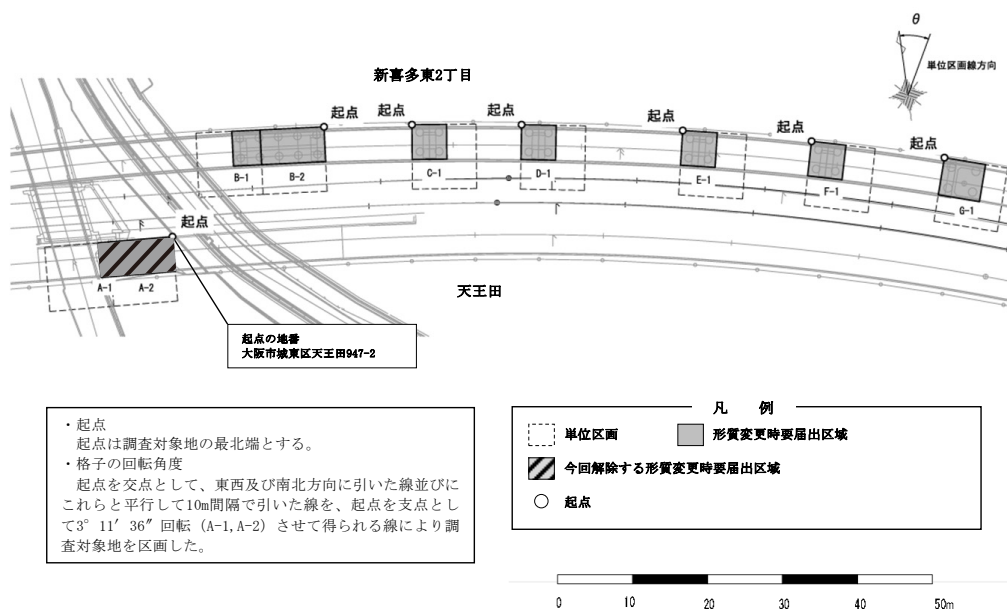 θ
単位区画線方向
新喜多東2丁目
起点
起点
起点
起点
起点
起点
B-1
B-2
C-1
D-1
E-1
F-1
G-1
起点
A-1
A-2
天王田
起点の地番
大阪市城東区天王田947-2
・起点
起点は調査対象地の最北端とする。
・格子の回転角度
起点を交点として、東西及び南北方向に引いた線並びに
これらと平行して10m間隔で引いた線を、起点を支点とし
て3° 11′ 36″ 回転（A-1,A-2）させて得られる線により調
査対象地を区画した。
凡 例
単位区画
形質変更時要届出区域
今回解除する形質変更時要届出区域
起点
0 10 20 30 40 50m